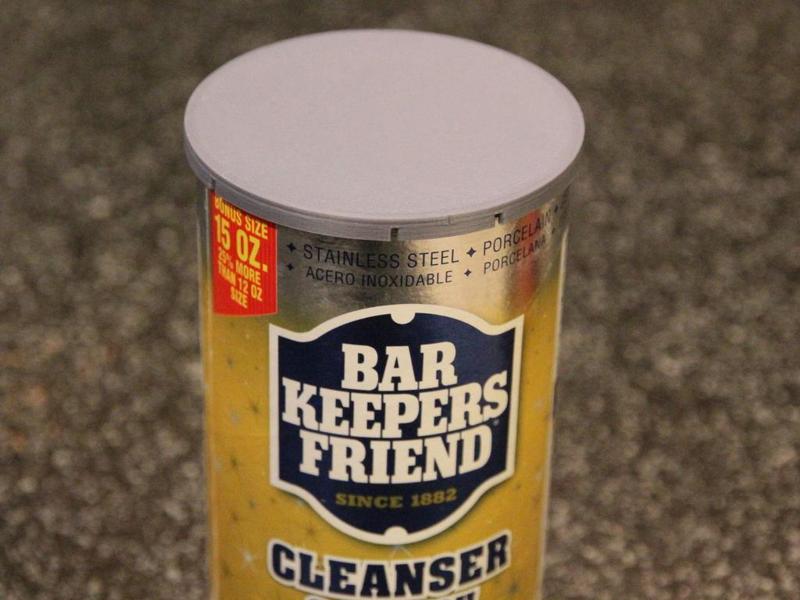 BONUS SIZE
15 OZ.
25% MORE
THAN 12 OZ
SIZE
✦ STAINLESS STEEL ✦ PORCELAIN
✦ ACERO INOXIDABLE ✦ PORCELANA
BAR
KEEPERS
FRIEND
SINCE 1882
CLEANSER